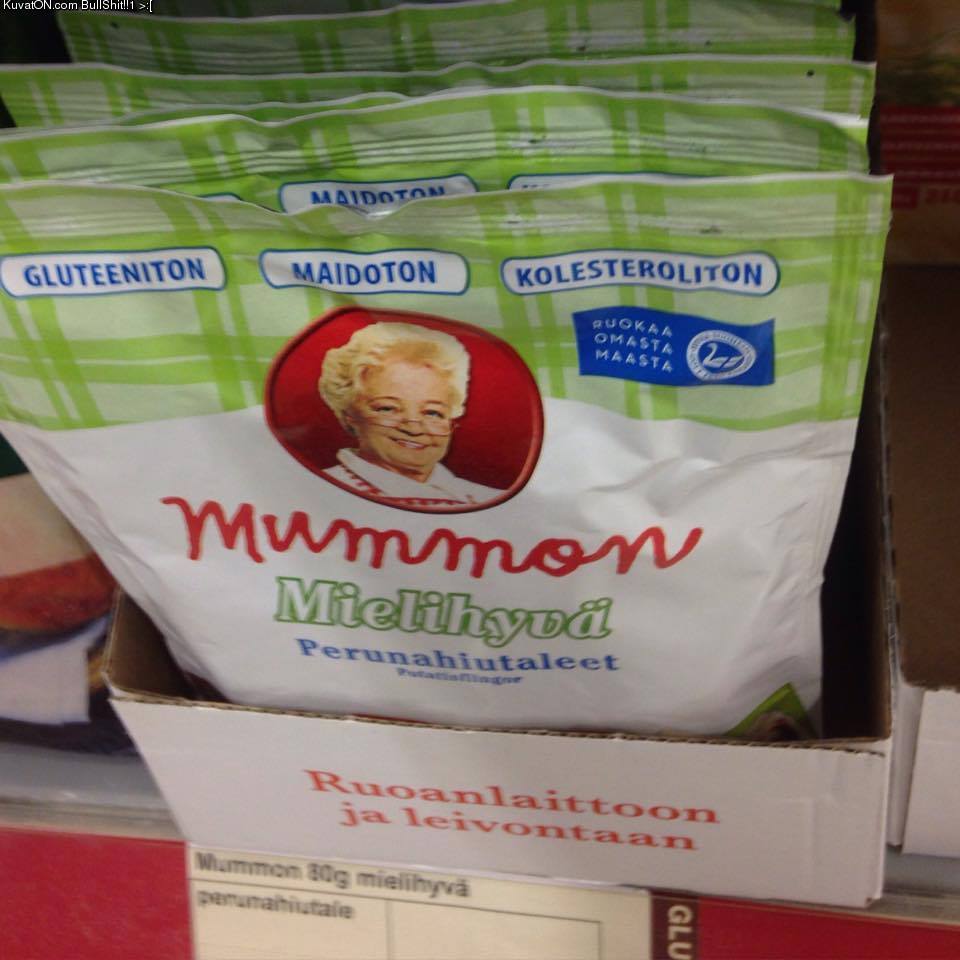 KuvatON.com BullShit!!1 >:[
MAIDOTON
GLUTEENITON
MAIDOTON
KOLESTEROLITON
RUOKAA
OMASTA
MAASTA
Mummon
Mielihyvä
Perunahiutaleet
Potatisflingor
Ruoanlaittoon
ja leivontaan
Mummon 80g mielihyvä
perunahiutale
GLU